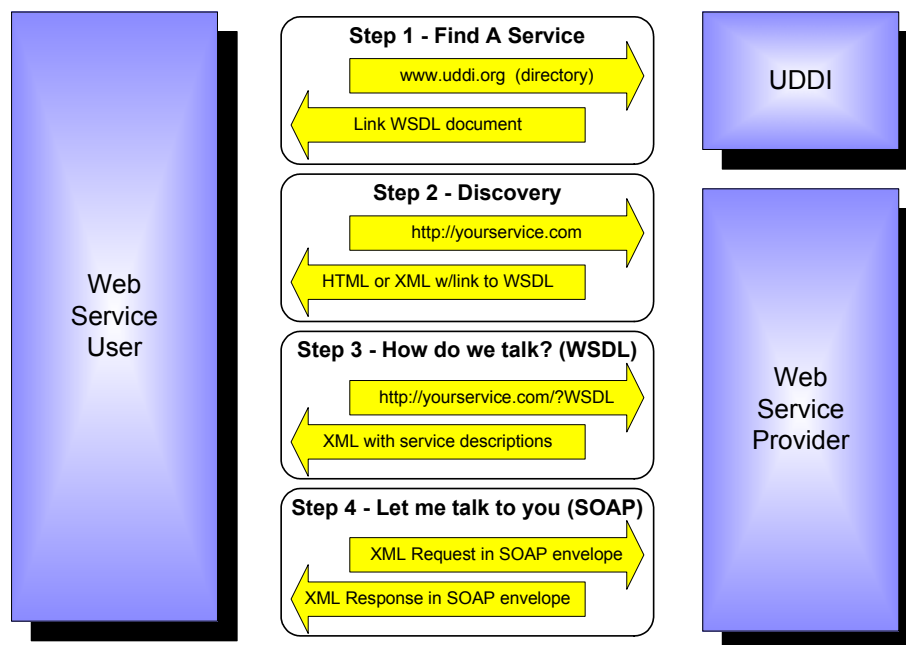 Web
Service
User
Step 1 - Find A Service
www.uddi.org (directory)
Link WSDL document
Step 2 - Discovery
http://yourservice.com
HTML or XML w/link to WSDL
Step 3 - How do we talk? (WSDL)
http://yourservice.com/?WSDL
XML with service descriptions
Step 4 - Let me talk to you (SOAP)
XML Request in SOAP envelope
XML Response in SOAP envelope
UDDI
Web
Service
Provider